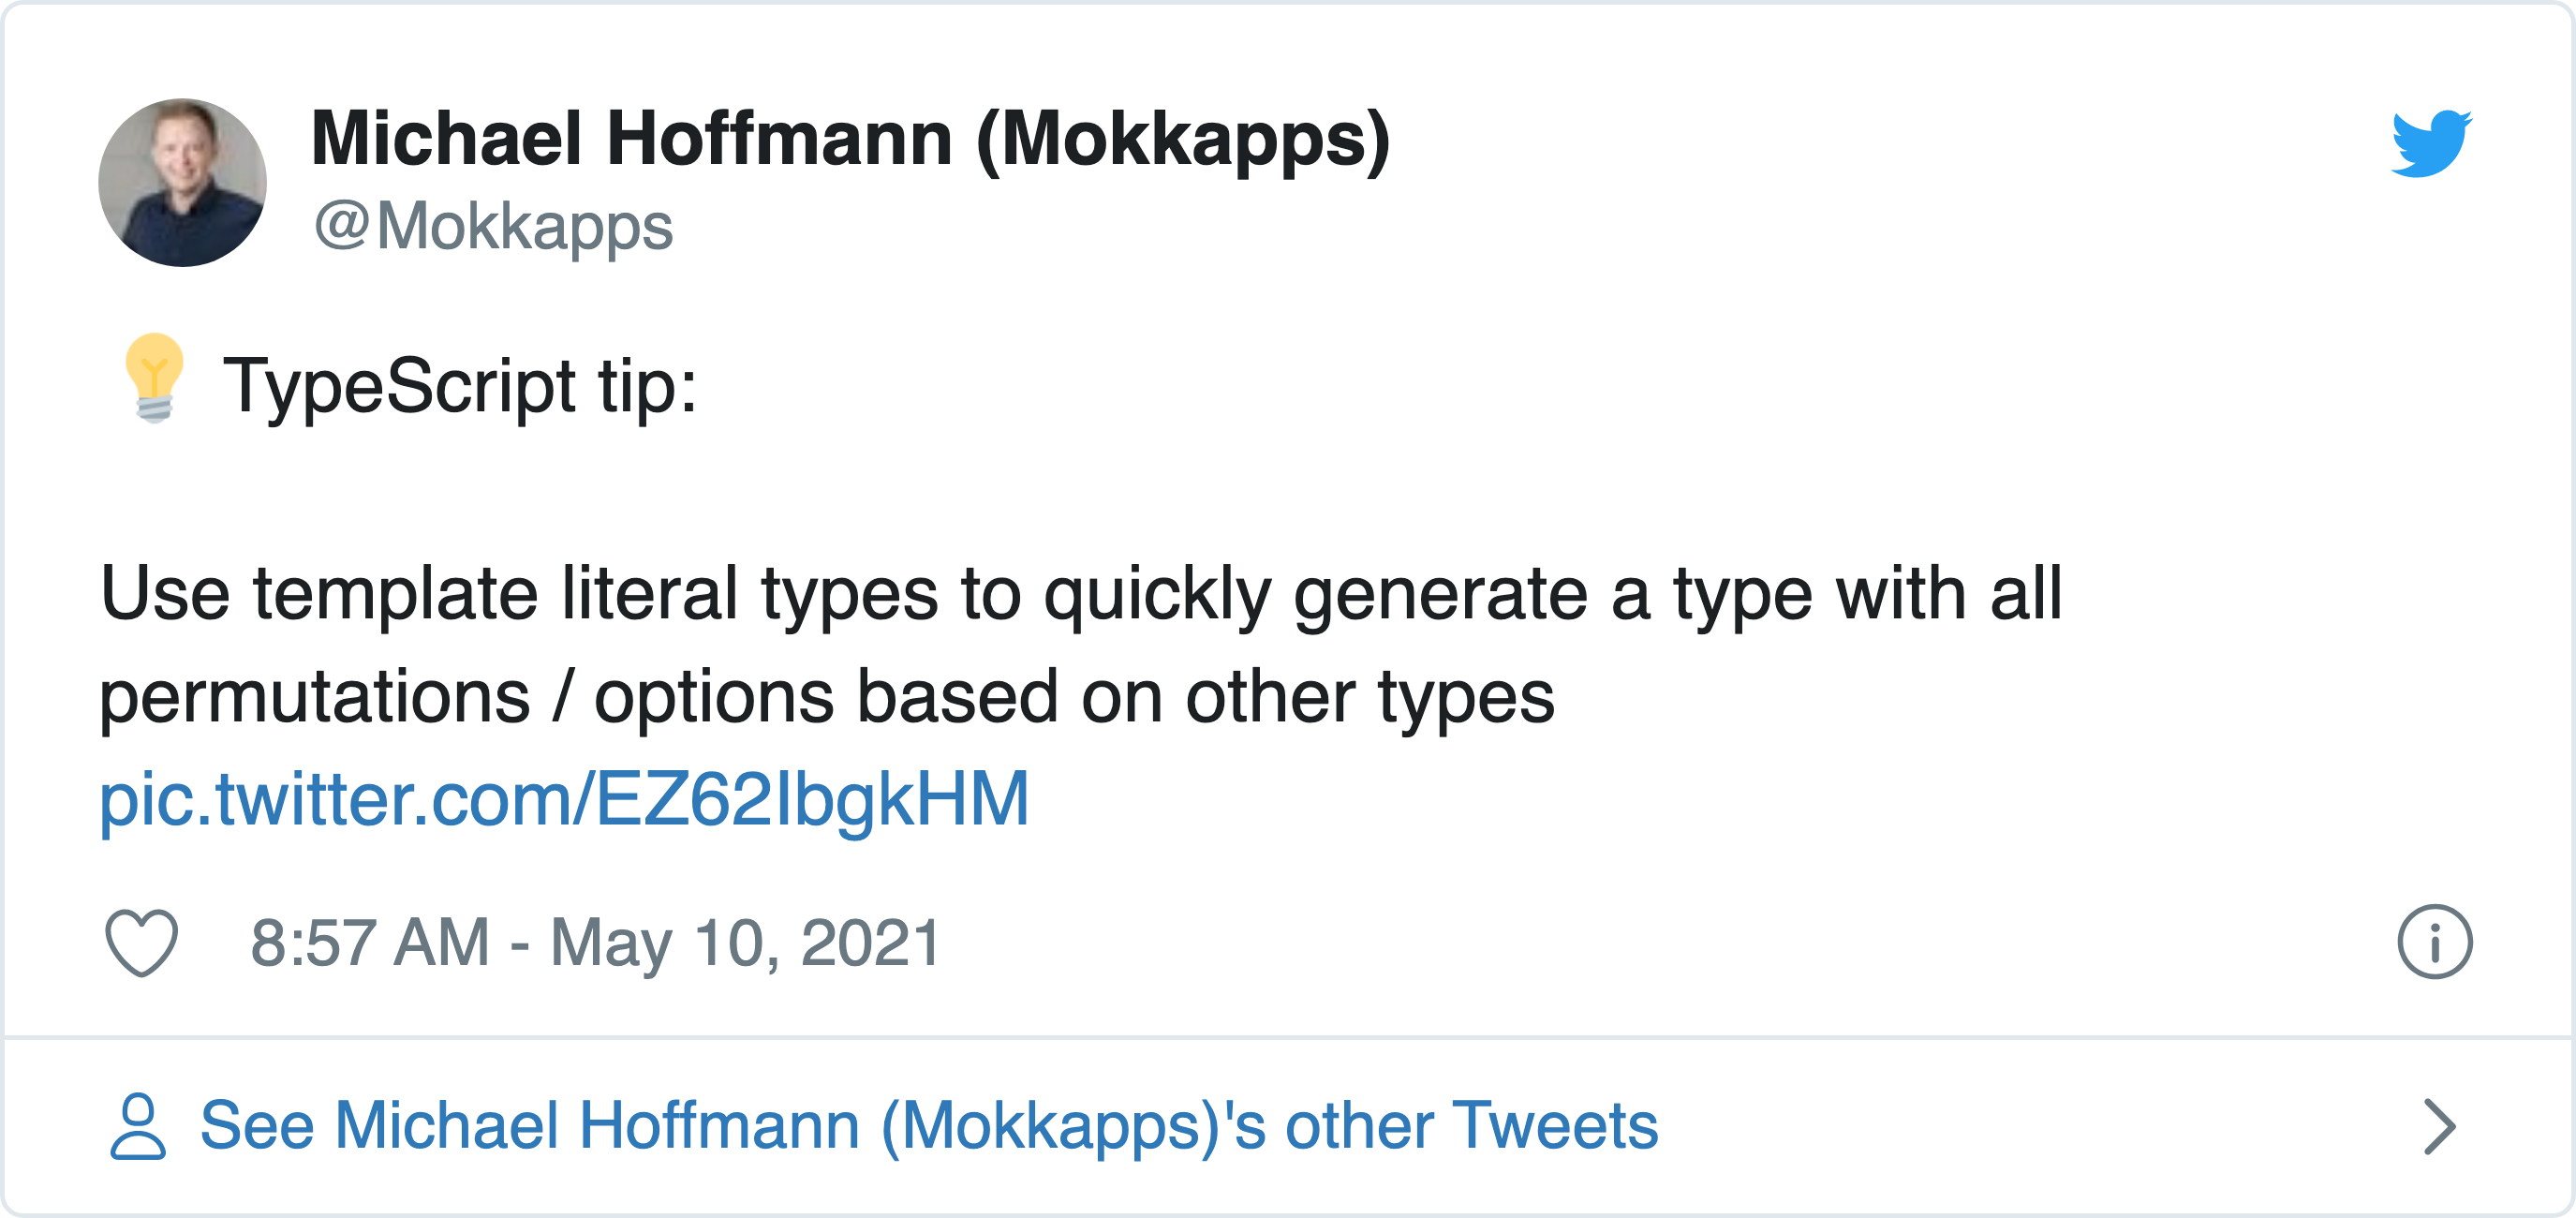 Michael Hoffmann (Mokkapps)
@Mokkapps
💡 TypeScript tip:
Use template literal types to quickly generate a type with all
permutations / options based on other types
pic.twitter.com/EZ62IbgkHM
8:57 AM - May 10, 2021
See Michael Hoffmann (Mokkapps)'s other Tweets